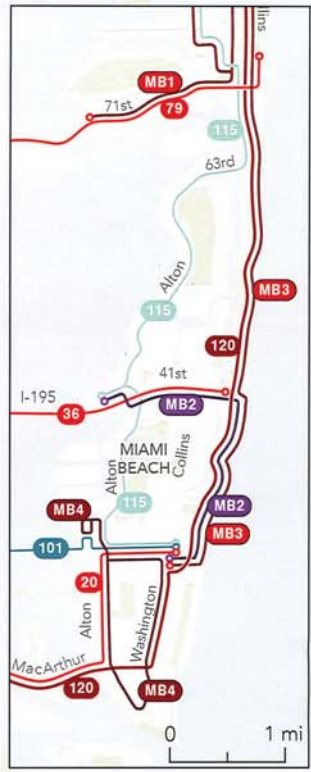 llins
MB1
71st
79
115
63rd
Alton
MB3
115
120
41st
I-195
MB2
36
MIAMI
BEACH
Collins
Alton
MB4
115
MB2
MB3
101
20
Alton
Washington
MacArthur
120
MB4
0 1 mi